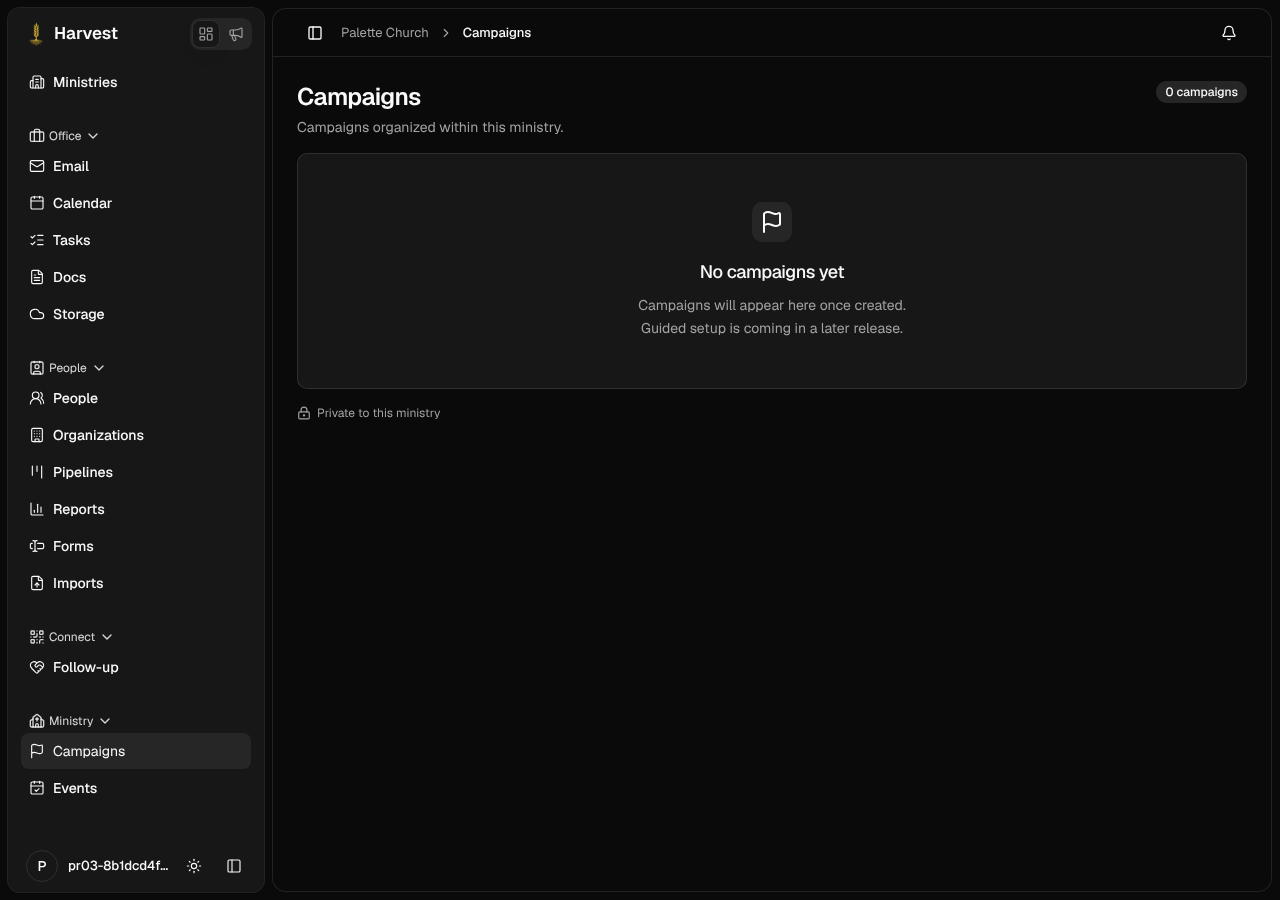 Harvest
Ministries
Office
Email
Calendar
Tasks
Docs
Storage
People
People
Organizations
Pipelines
Reports
Forms
Imports
Connect
Follow-up
Ministry
Campaigns
Events
P
pr03-8b1dcd4f...
Palette Church > Campaigns
Campaigns
0 campaigns
Campaigns organized within this ministry.
No campaigns yet
Campaigns will appear here once created.
Guided setup is coming in a later release.
Private to this ministry